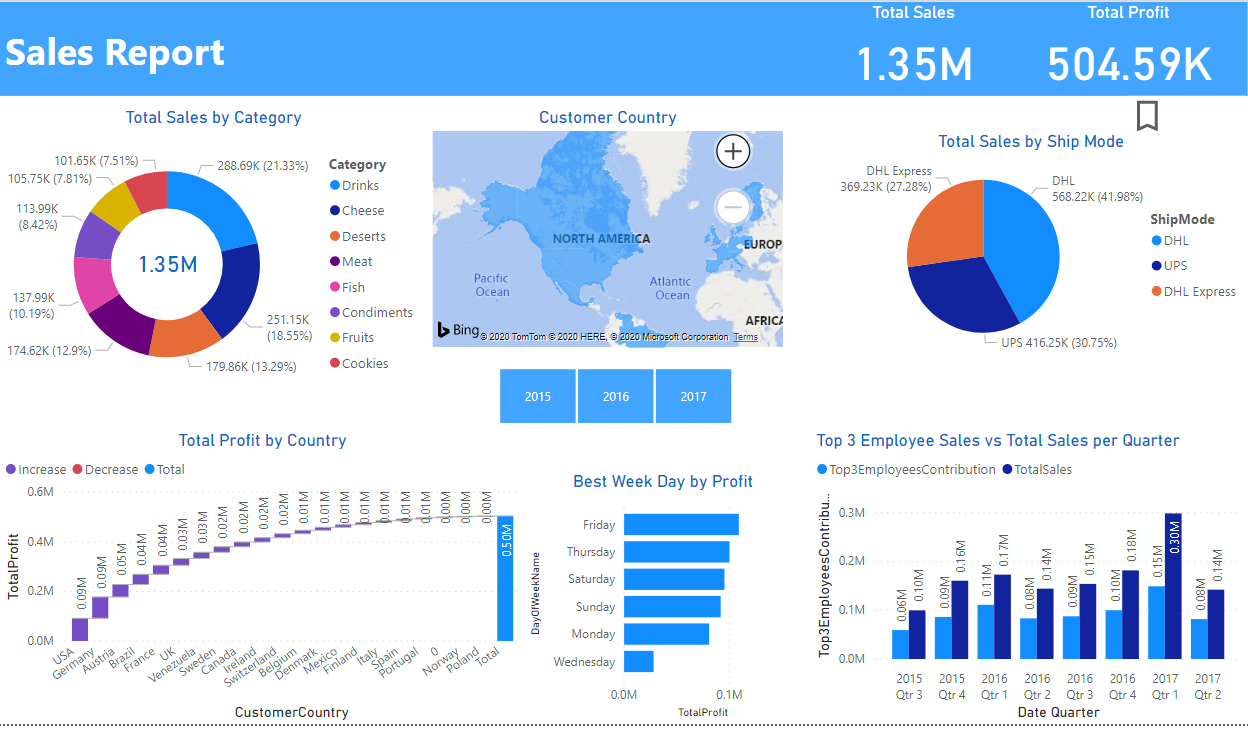 Sales Report
Total Sales
1.35M
Total Profit
504.59K
Total Sales by Category
101.65K (7.51%)
105.75K (7.81%)
113.99K
(8.42%)
137.99K
(10.19%)
174.62K (12.9%)
288.69K (21.33%)
251.15K
(18.55%)
179.86K (13.29%)
1.35M
Category
Drinks
Cheese
Deserts
Meat
Fish
Condiments
Fruits
Cookies
Customer Country
NORTH AMERICA
EUROP
Pacific
Ocean
Atlantic
Ocean
AFRICA
Bing
© 2020 TomTom © 2020 HERE, © 2020 Microsoft Corporation Terms
Total Sales by Ship Mode
DHL Express
369.23K (27.28%)
DHL
568.22K (41.98%)
UPS 416.25K (30.75%)
ShipMode
DHL
UPS
DHL Express
2015
2016
2017
Total Profit by Country
Increase Decrease Total
TotalProfit
0.6M
0.4M
0.2M
0.0M
0.09M
0.09M
0.05M
0.04M
0.04M
0.03M
0.03M
0.02M
0.02M
0.02M
0.02M
0.01M
0.01M
0.01M
0.01M
0.01M
0.01M
0.01M
0.00M
0.00M
0.00M
0.50M
USA
Germany
Austria
Brazil
France
UK
Venezuela
Sweden
Canada
Ireland
Switzerland
Belgium
Denmark
Mexico
Finland
Italy
Spain
Portugal
0
Norway
Poland
Total
CustomerCountry
Best Week Day by Profit
DayOfWeekName
Friday
Thursday
Saturday
Sunday
Monday
Wednesday
0.0M
0.1M
TotalProfit
Top 3 Employee Sales vs Total Sales per Quarter
Top3EmployeesContribution TotalSales
Top3EmployeesContribu...
0.3M
0.2M
0.1M
0.0M
0.06M
0.10M
0.09M
0.16M
0.11M
0.17M
0.08M
0.14M
0.09M
0.15M
0.10M
0.18M
0.15M
0.30M
0.08M
0.14M
2015
Qtr 3
2015
Qtr 4
2016
Qtr 1
2016
Qtr 2
2016
Qtr 3
2016
Qtr 4
2017
Qtr 1
2017
Qtr 2
Date Quarter